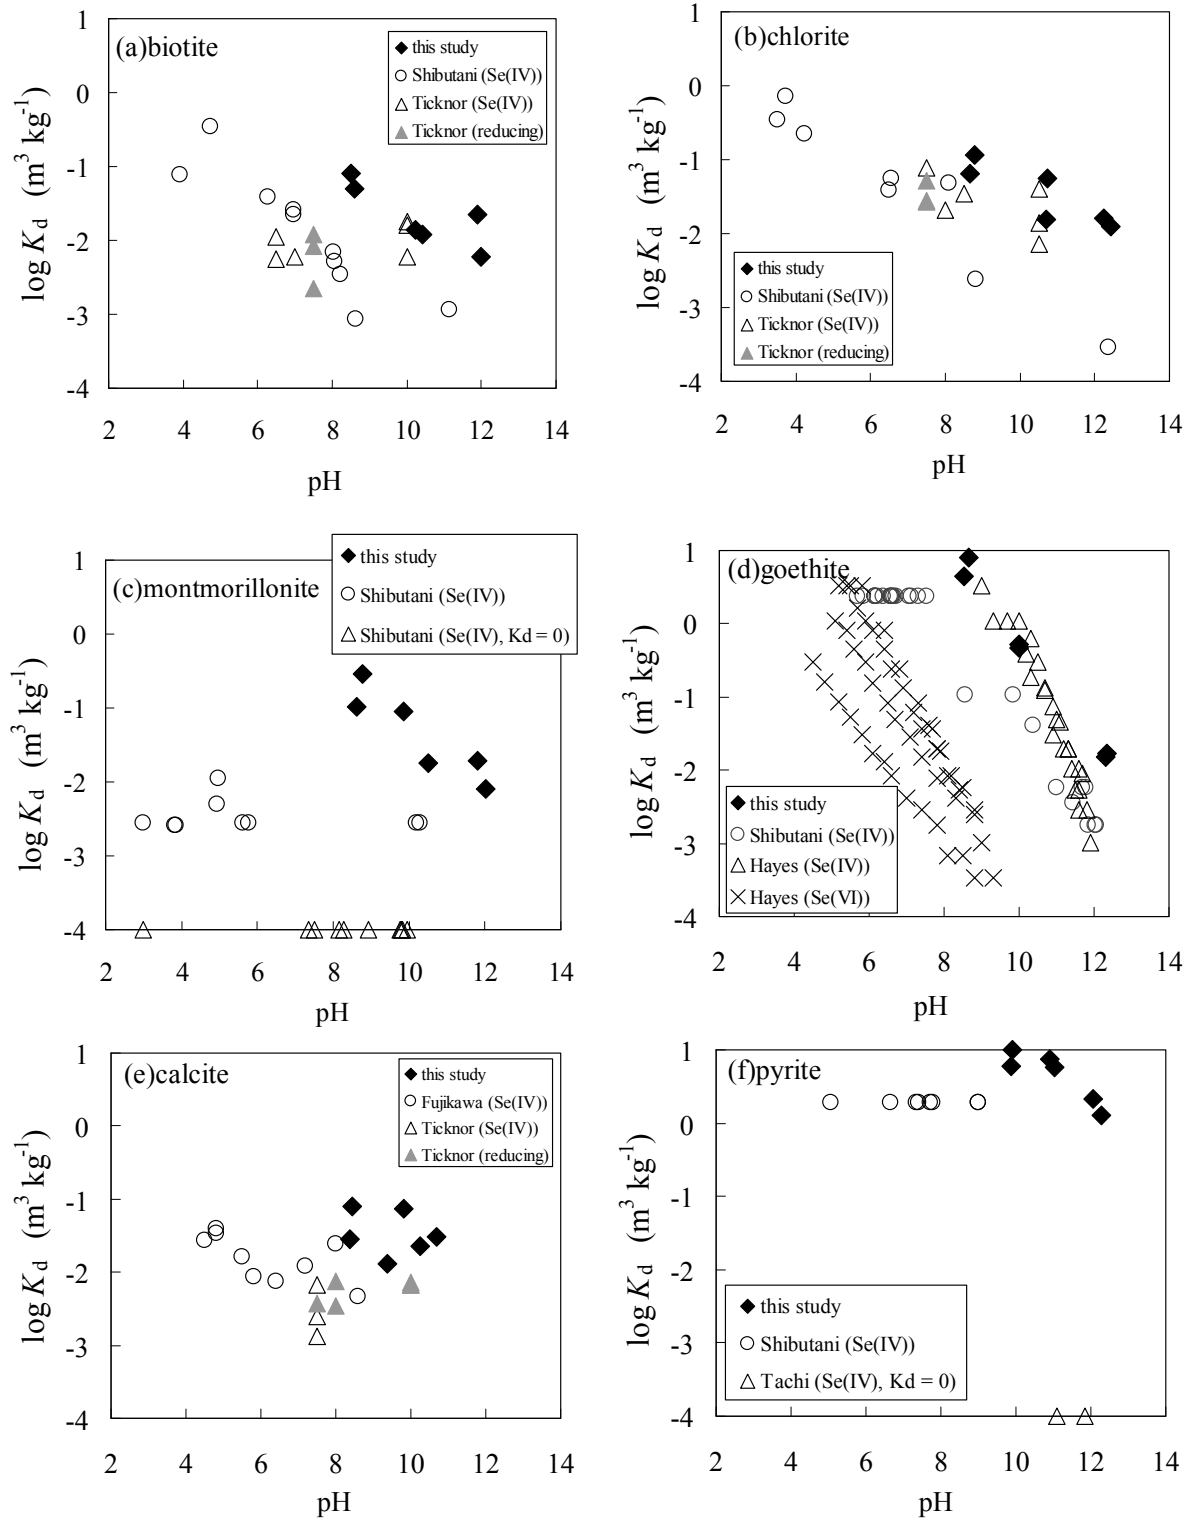 (a)biotite
this study
Shibutani (Se(IV))
Ticknor (Se(IV))
Ticknor (reducing)
1
0
-1
-2
-3
-4
log Kd (m³ kg⁻¹)
2 4 6 8 10 12 14
pH
(b)chlorite
this study
Shibutani (Se(IV))
Ticknor (Se(IV))
Ticknor (reducing)
1
0
-1
-2
-3
-4
log Kd (m³ kg⁻¹)
2 4 6 8 10 12 14
pH
(c)montmorillonite
this study
Shibutani (Se(IV))
Shibutani (Se(IV), Kd = 0)
1
0
-1
-2
-3
-4
log Kd (m³ kg⁻¹)
2 4 6 8 10 12 14
pH
(d)goethite
this study
Shibutani (Se(IV))
Hayes (Se(IV))
Hayes (Se(VI))
1
0
-1
-2
-3
-4
log Kd (m³ kg⁻¹)
2 4 6 8 10 12 14
pH
(e)calcite
this study
Fujikawa (Se(IV))
Ticknor (Se(IV))
Ticknor (reducing)
1
0
-1
-2
-3
-4
log Kd (m³ kg⁻¹)
2 4 6 8 10 12 14
pH
(f)pyrite
this study
Shibutani (Se(IV))
Tachi (Se(IV), Kd = 0)
1
0
-1
-2
-3
-4
log Kd (m³ kg⁻¹)
2 4 6 8 10 12 14
pH